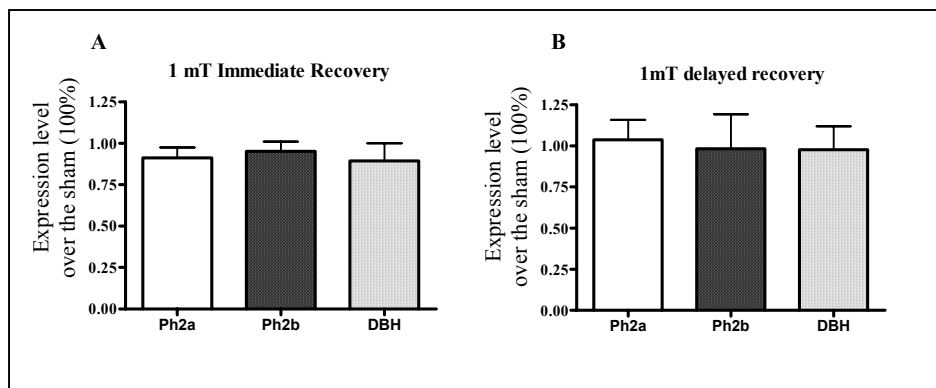 A
1 mT Immediate Recovery
Expression level
over the sham (100%)
1.25
1.00
0.75
0.50
0.25
0.00
Ph2a Ph2b DBH
B
1mT delayed recovery
Expression level
over the sham (100%)
1.25
1.00
0.75
0.50
0.25
0.00
Ph2a Ph2b DBH